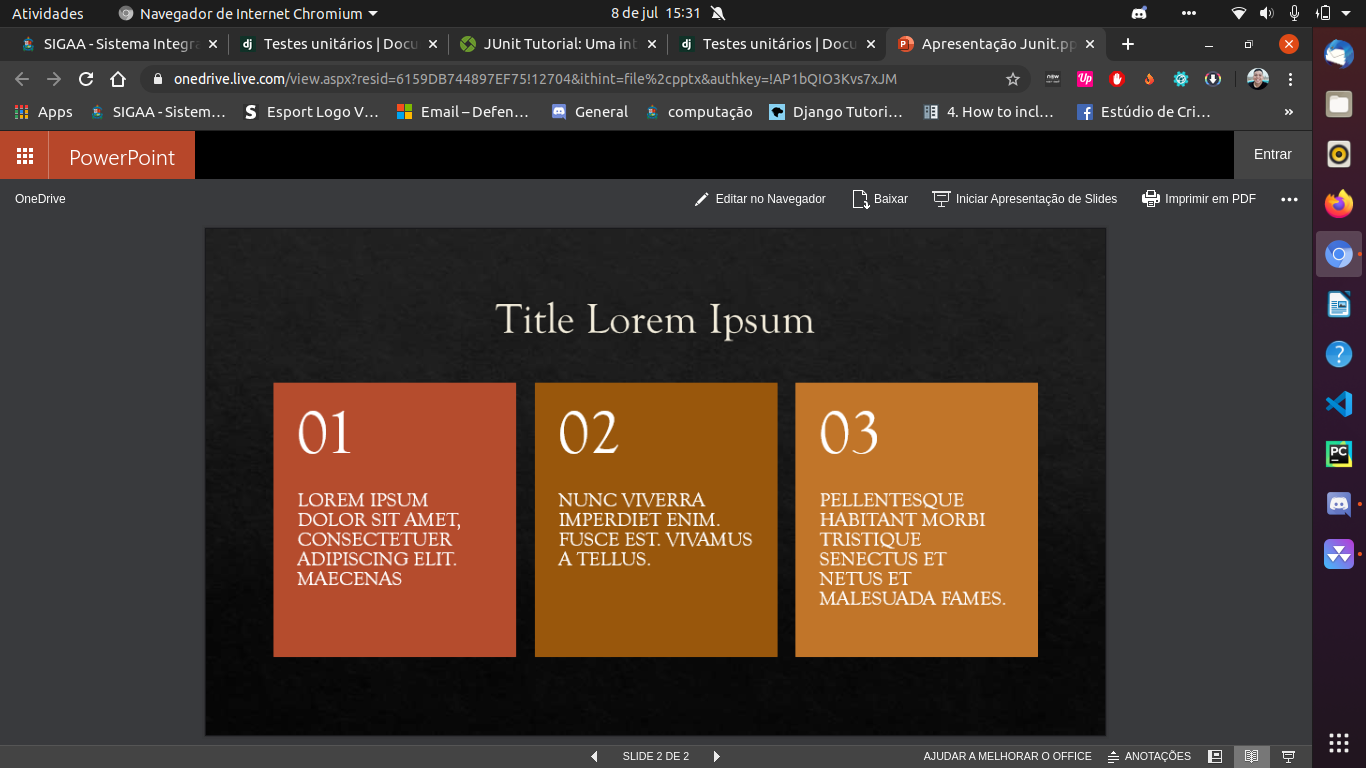 Atividades
Navegador de Internet Chromium
8 de jul 15:31
SIGAA - Sistema Integra
Testes unitários | Docu
JUnit Tutorial: Uma int
Testes unitários | Docu
Apresentação Junit.pp
onedrive.live.com/view.aspx?resid=6159DB744897EF75!12704&ithint=file%2cpptx&authkey=!AP1bQIO3Kvs7xJM
new
Up
Apps
SIGAA - Sistem...
Esport Logo V...
Email – Defen...
General
computação
Django Tutori...
4. How to incl...
Estúdio de Cri...
»
PowerPoint
Entrar
OneDrive
Editar no Navegador
Baixar
Iniciar Apresentação de Slides
Imprimir em PDF
Title Lorem Ipsum
01
LOREM IPSUM
DOLOR SIT AMET,
CONSECTETUER
ADIPISCING ELIT.
MAECENAS
02
NUNC VIVERRA
IMPERDIET ENIM.
FUSCE EST. VIVAMUS
A TELLUS.
03
PELLENTESQUE
HABITANT MORBI
TRISTIQUE
SENECTUS ET
NETUS ET
MALESUADA FAMES.
SLIDE 2 DE 2
AJUDAR A MELHORAR O OFFICE
ANOTAÇÕES
PC